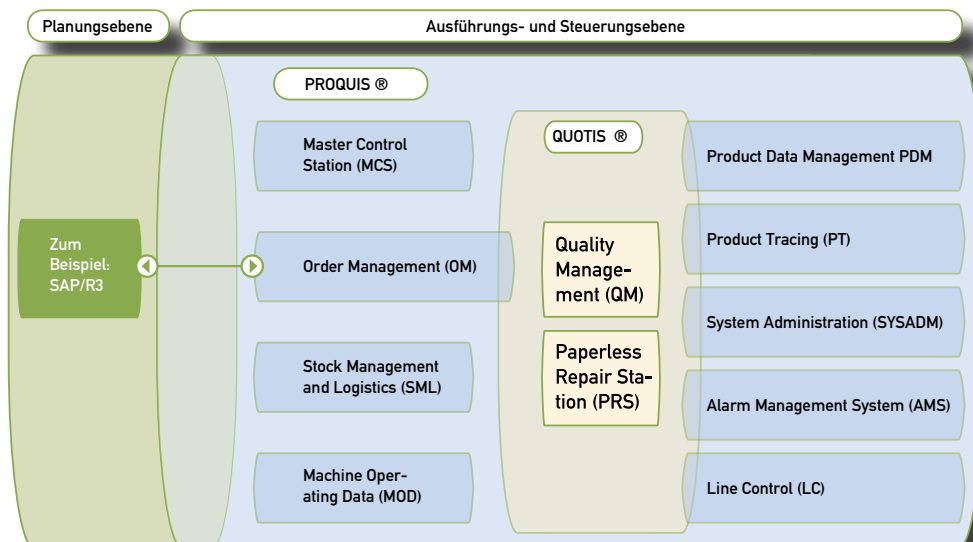 Planungsebene
Ausführungs- und Steuerungsebene
PROQUIS ®
QUOTIS ®
Zum
Beispiel:
SAP/R3
Master Control
Station (MCS)
Order Management (OM)
Stock Management
and Logistics (SML)
Machine Oper-
ating Data (MOD)
Quality
Manage-
ment (QM)
Paperless
Repair Sta-
tion (PRS)
Product Data Management PDM
Product Tracing (PT)
System Administration (SYSADM)
Alarm Management System (AMS)
Line Control (LC)